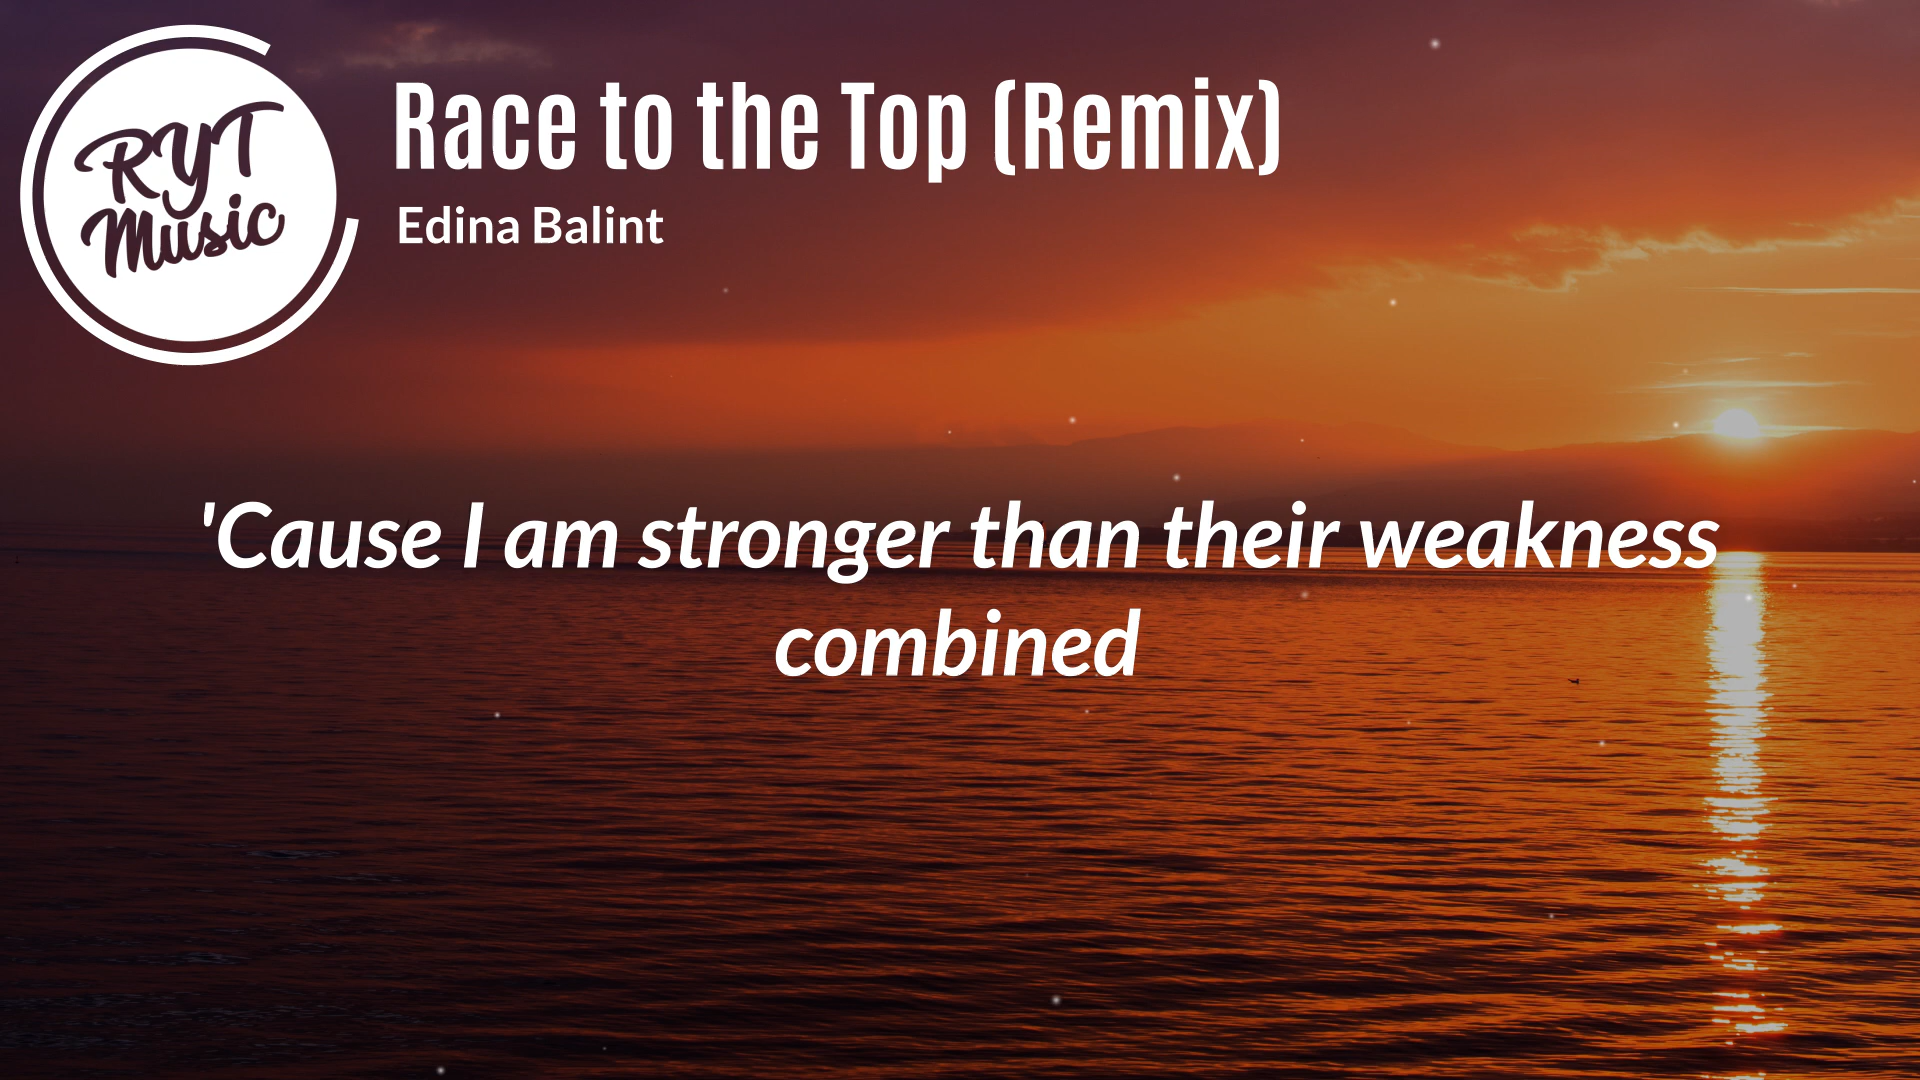 RYT
Music
Race to the Top (Remix)
Edina Balint
'Cause I am stronger than their weakness
combined